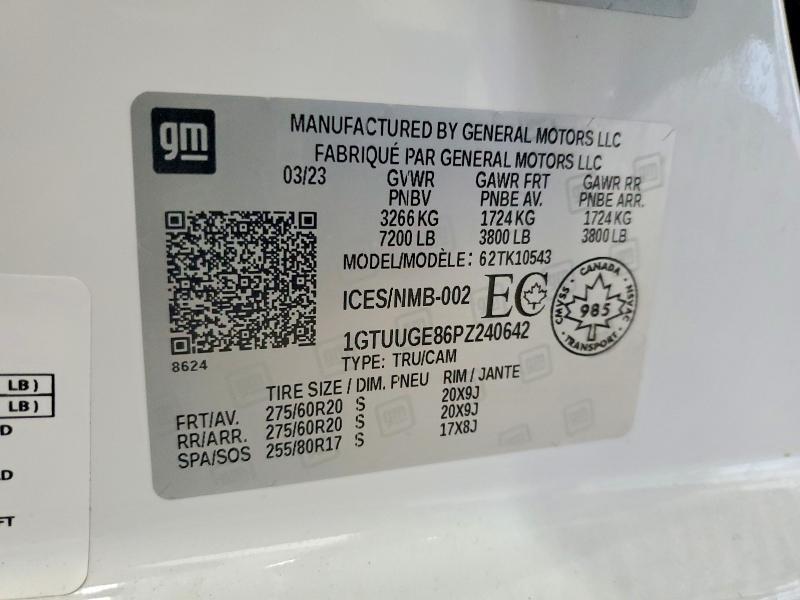 gm
MANUFACTURED BY GENERAL MOTORS LLC
FABRIQUÉ PAR GENERAL MOTORS LLC
03/23 GVWR GAWR FRT GAWR RR
PNBV PNBE AV. PNBE ARR.
3266 KG 1724 KG 1724 KG
7200 LB 3800 LB 3800 LB
MODEL/MODÈLE: 62TK10543
ICES/NMB-002 EC
CANADA
CMVSS 985 NSVAC
TRANSPORT
1GTUUGE86PZ240642
TYPE: TRU/CAM
8624
TIRE SIZE / DIM. PNEU RIM / JANTE
FRT/AV. 275/60R20 S 20X9J
RR/ARR. 275/60R20 S 20X9J
SPA/SOS 255/80R17 S 17X8J
LB )
LB )
D
D
FT